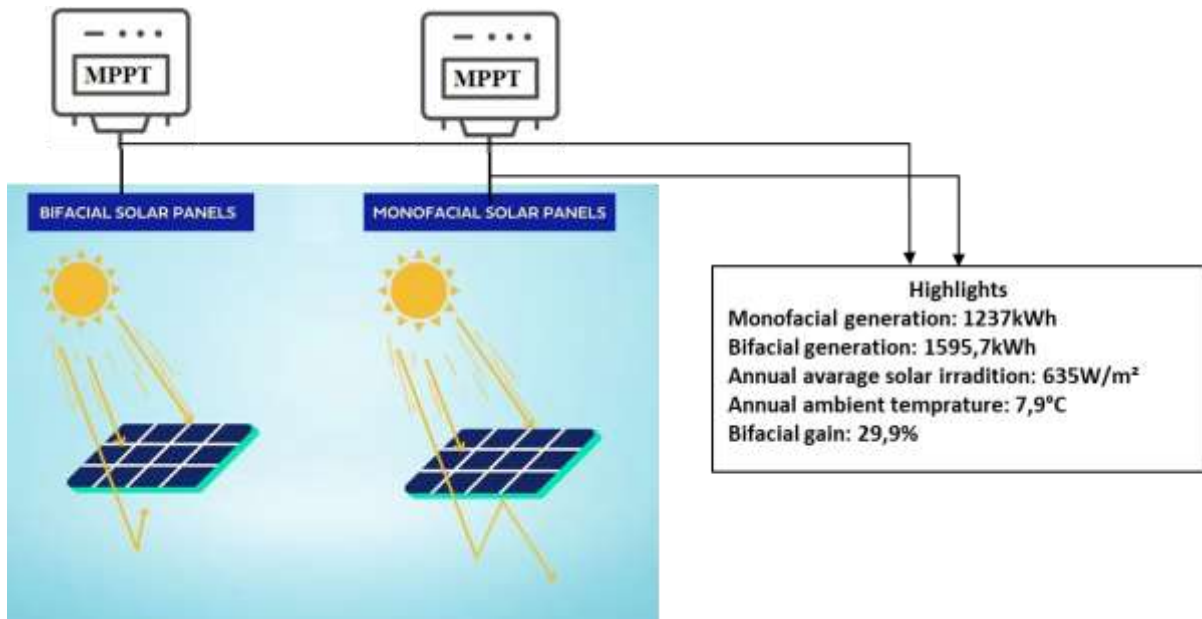 MPPT
MPPT
BIFACIAL SOLAR PANELS
MONOFACIAL SOLAR PANELS
Highlights
Monofacial generation: 1237kWh
Bifacial generation: 1595,7kWh
Annual avarage solar irradition: 635W/m²
Annual ambient temprature: 7,9°C
Bifacial gain: 29,9%